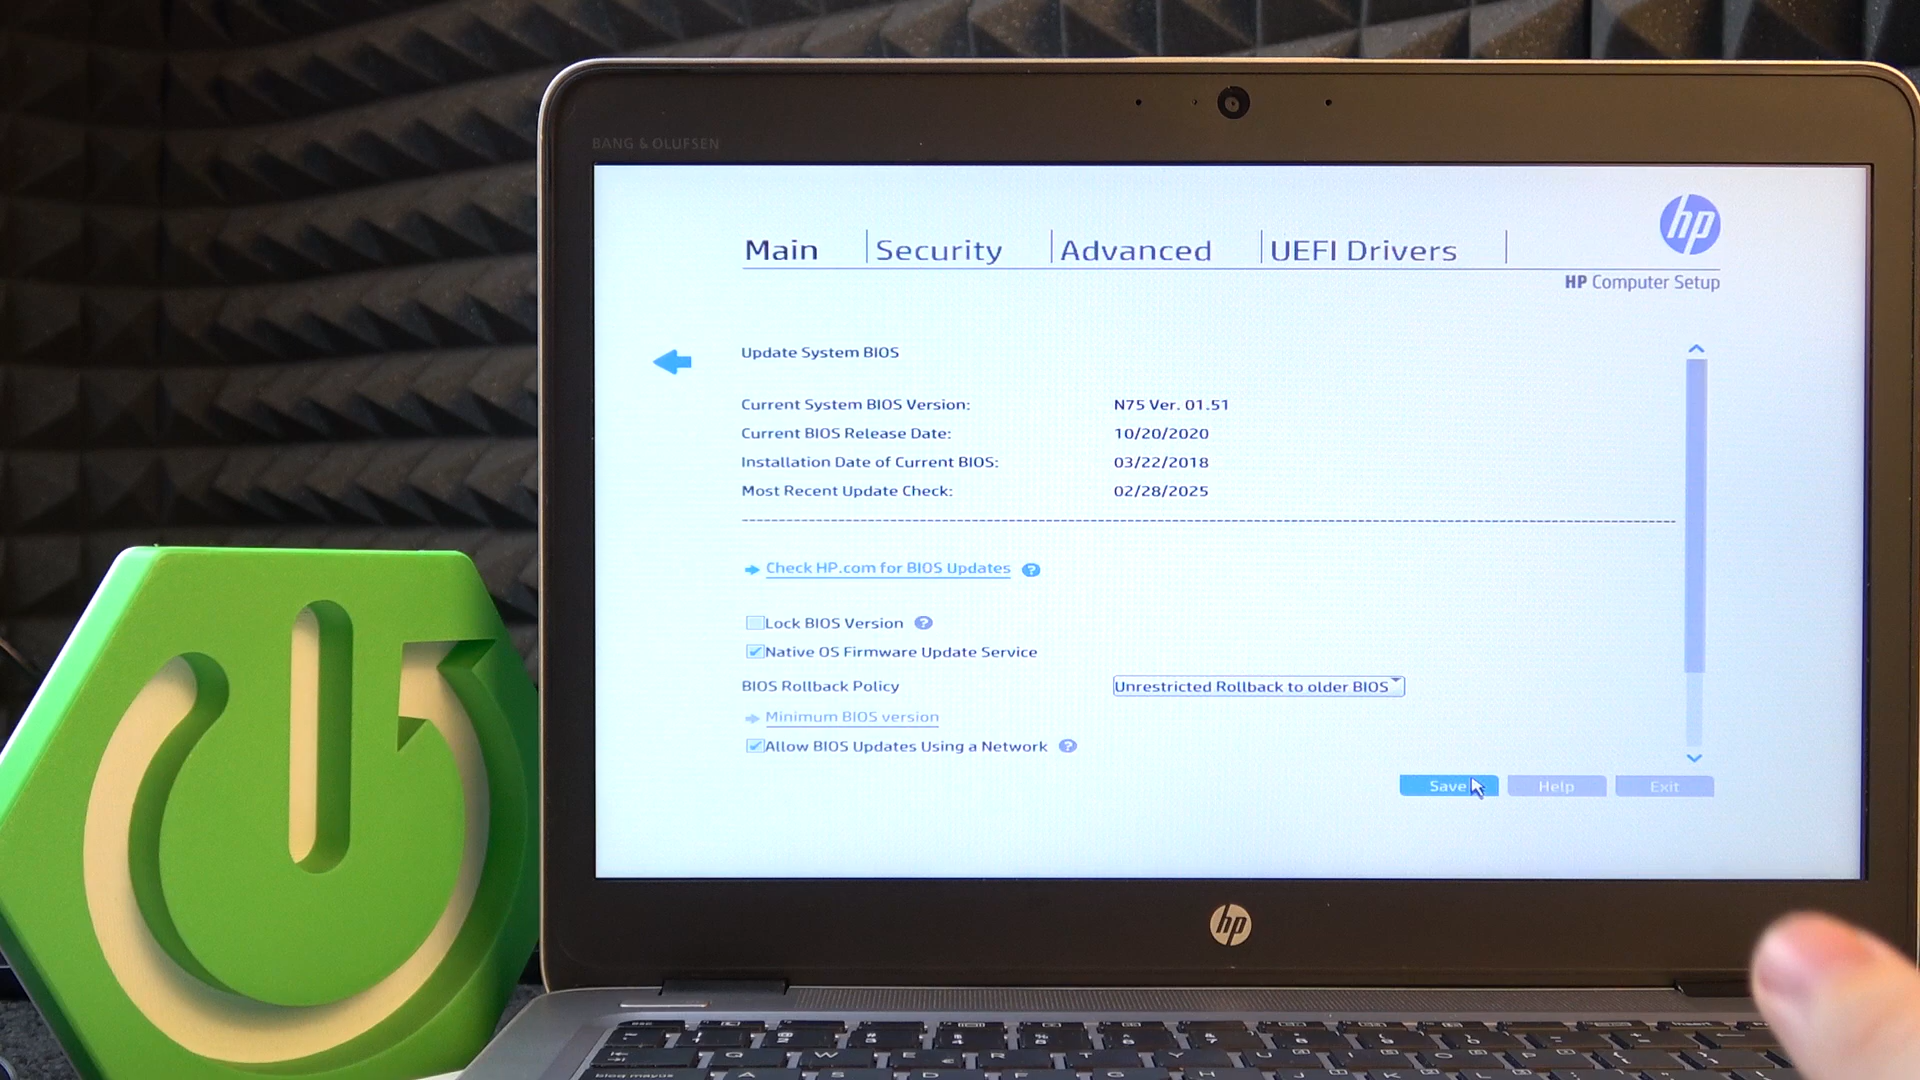 BANG & OLUFSEN
hp
Main Security Advanced UEFI Drivers
HP Computer Setup
Update System BIOS
Current System BIOS Version: N75 Ver. 01.51
Current BIOS Release Date: 10/20/2020
Installation Date of Current BIOS: 03/22/2018
Most Recent Update Check: 02/28/2025
Check HP.com for BIOS Updates ?
Lock BIOS Version ?
Native OS Firmware Update Service
BIOS Rollback Policy Unrestricted Rollback to older BIOS
Minimum BIOS version
Allow BIOS Updates Using a Network ?
Save Help Exit
hp
Q W E R T Y U I O P
A S D F G H J K L